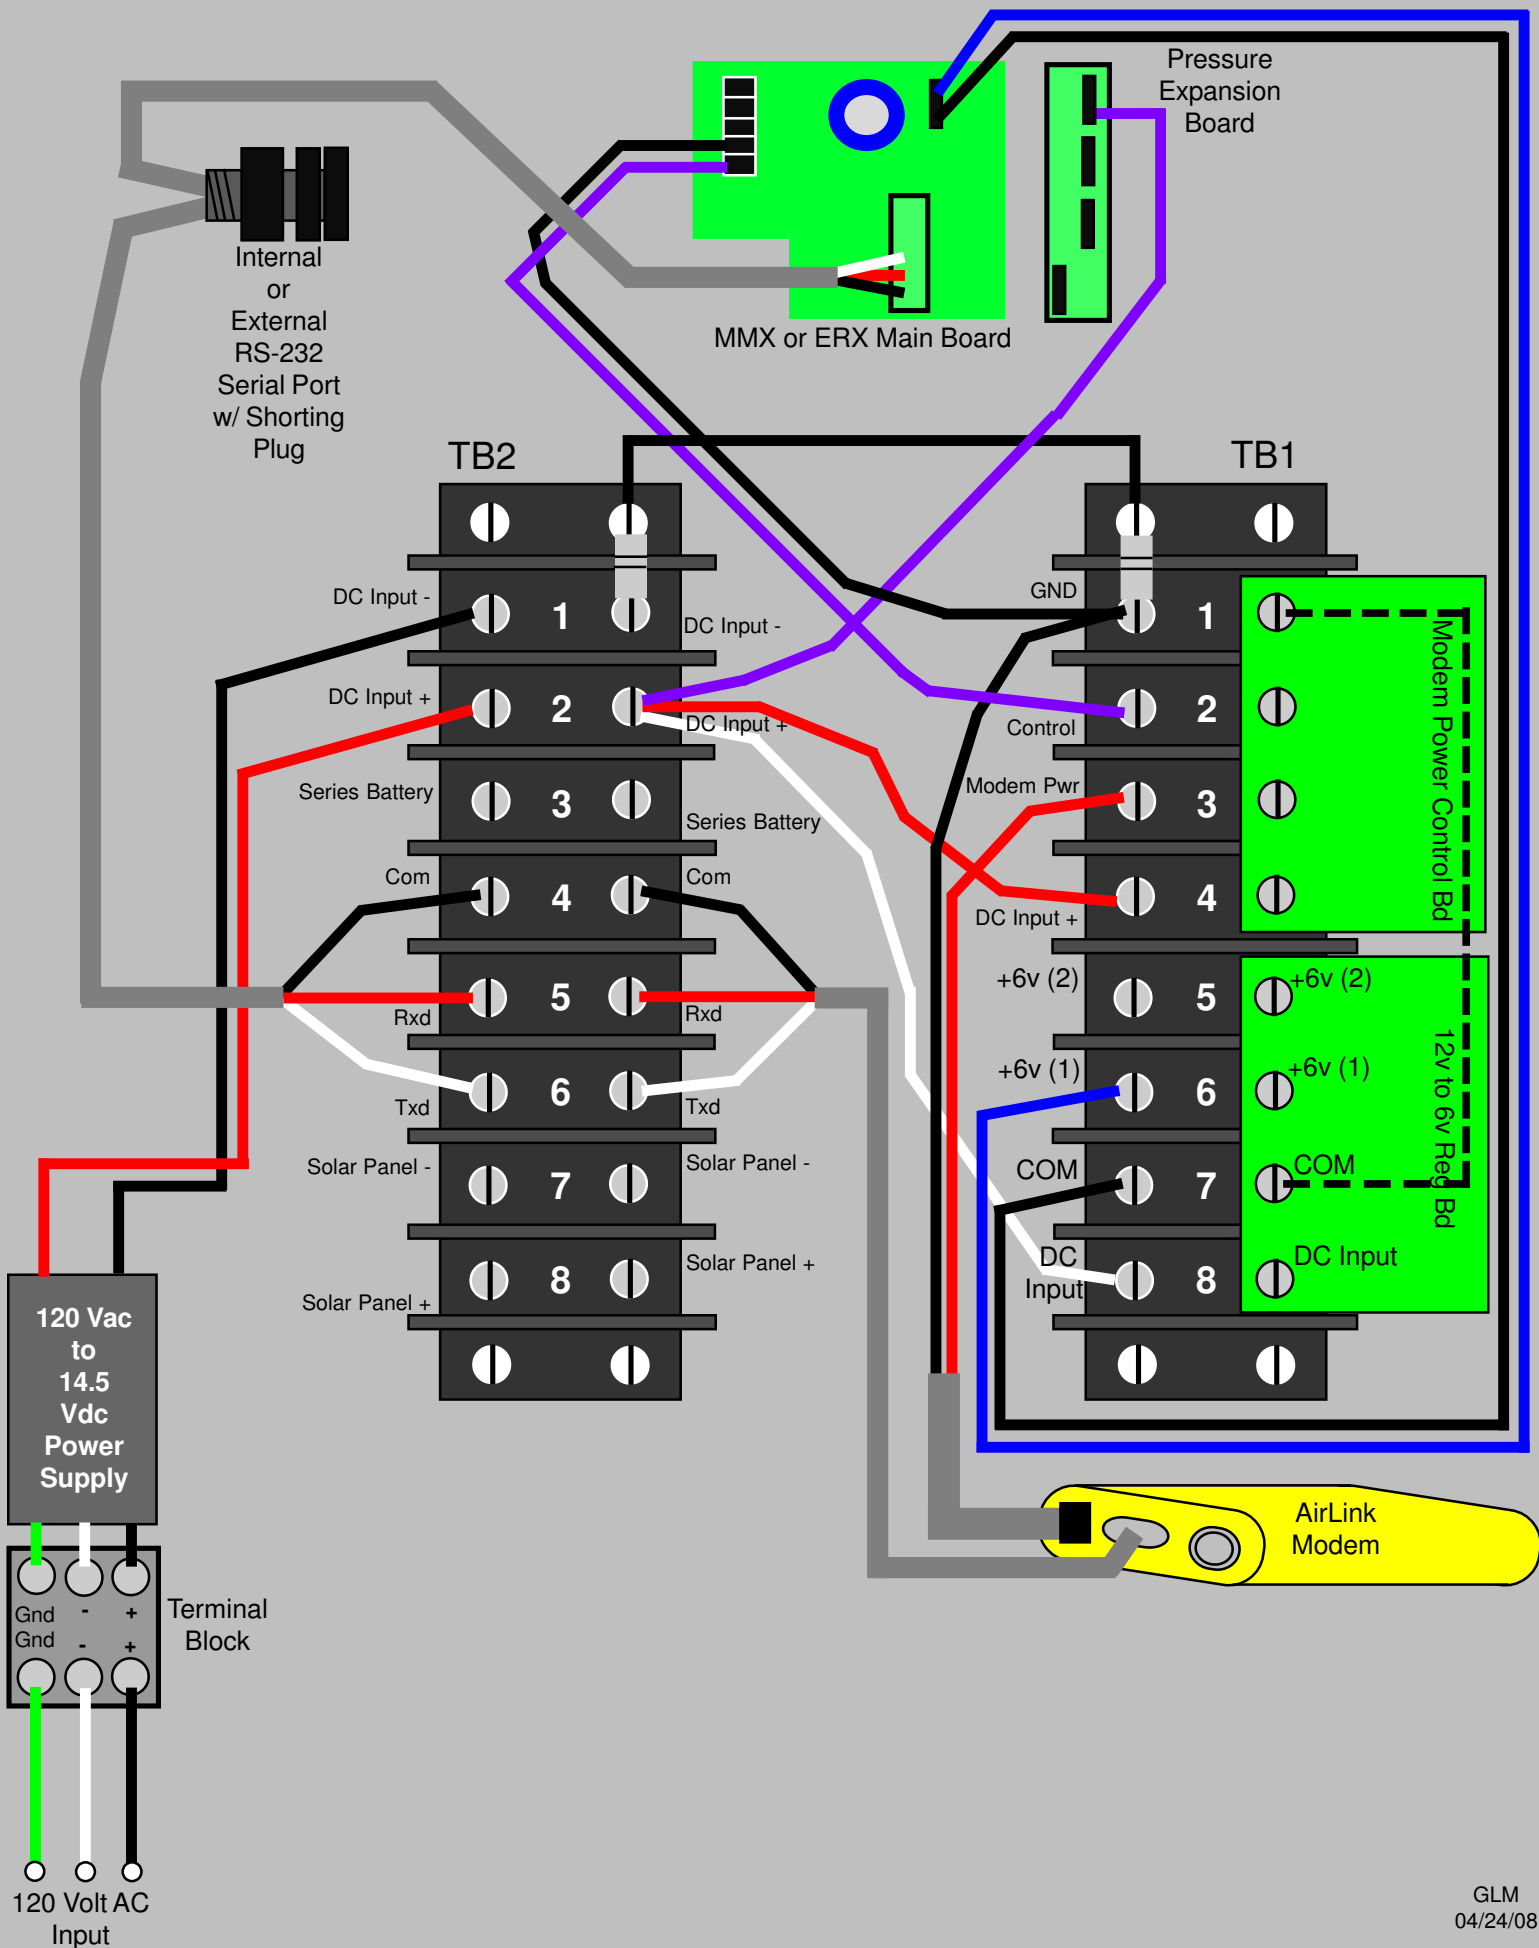 Pressure
Expansion
Board
Internal
or
External
RS-232
Serial Port
w/ Shorting
Plug
MMX or ERX Main Board
TB2
TB1
DC Input -
1
DC Input -
DC Input +
2
DC Input +
Series Battery
3
Series Battery
Com
4
Com
Rxd
5
Rxd
Txd
6
Txd
Solar Panel -
7
Solar Panel -
Solar Panel +
8
Solar Panel +
GND
1
Control
2
Modem Pwr
3
DC Input +
4
+6v (2)
5
+6v (2)
+6v (1)
6
+6v (1)
COM
7
COM
DC
Input
8
DC Input
Modem Power Control Bd
12v to 6v Reg Bd
120 Vac
to
14.5
Vdc
Power
Supply
Gnd - +
Gnd - +
Terminal
Block
AirLink
Modem
120 Volt AC
Input
GLM
04/24/08